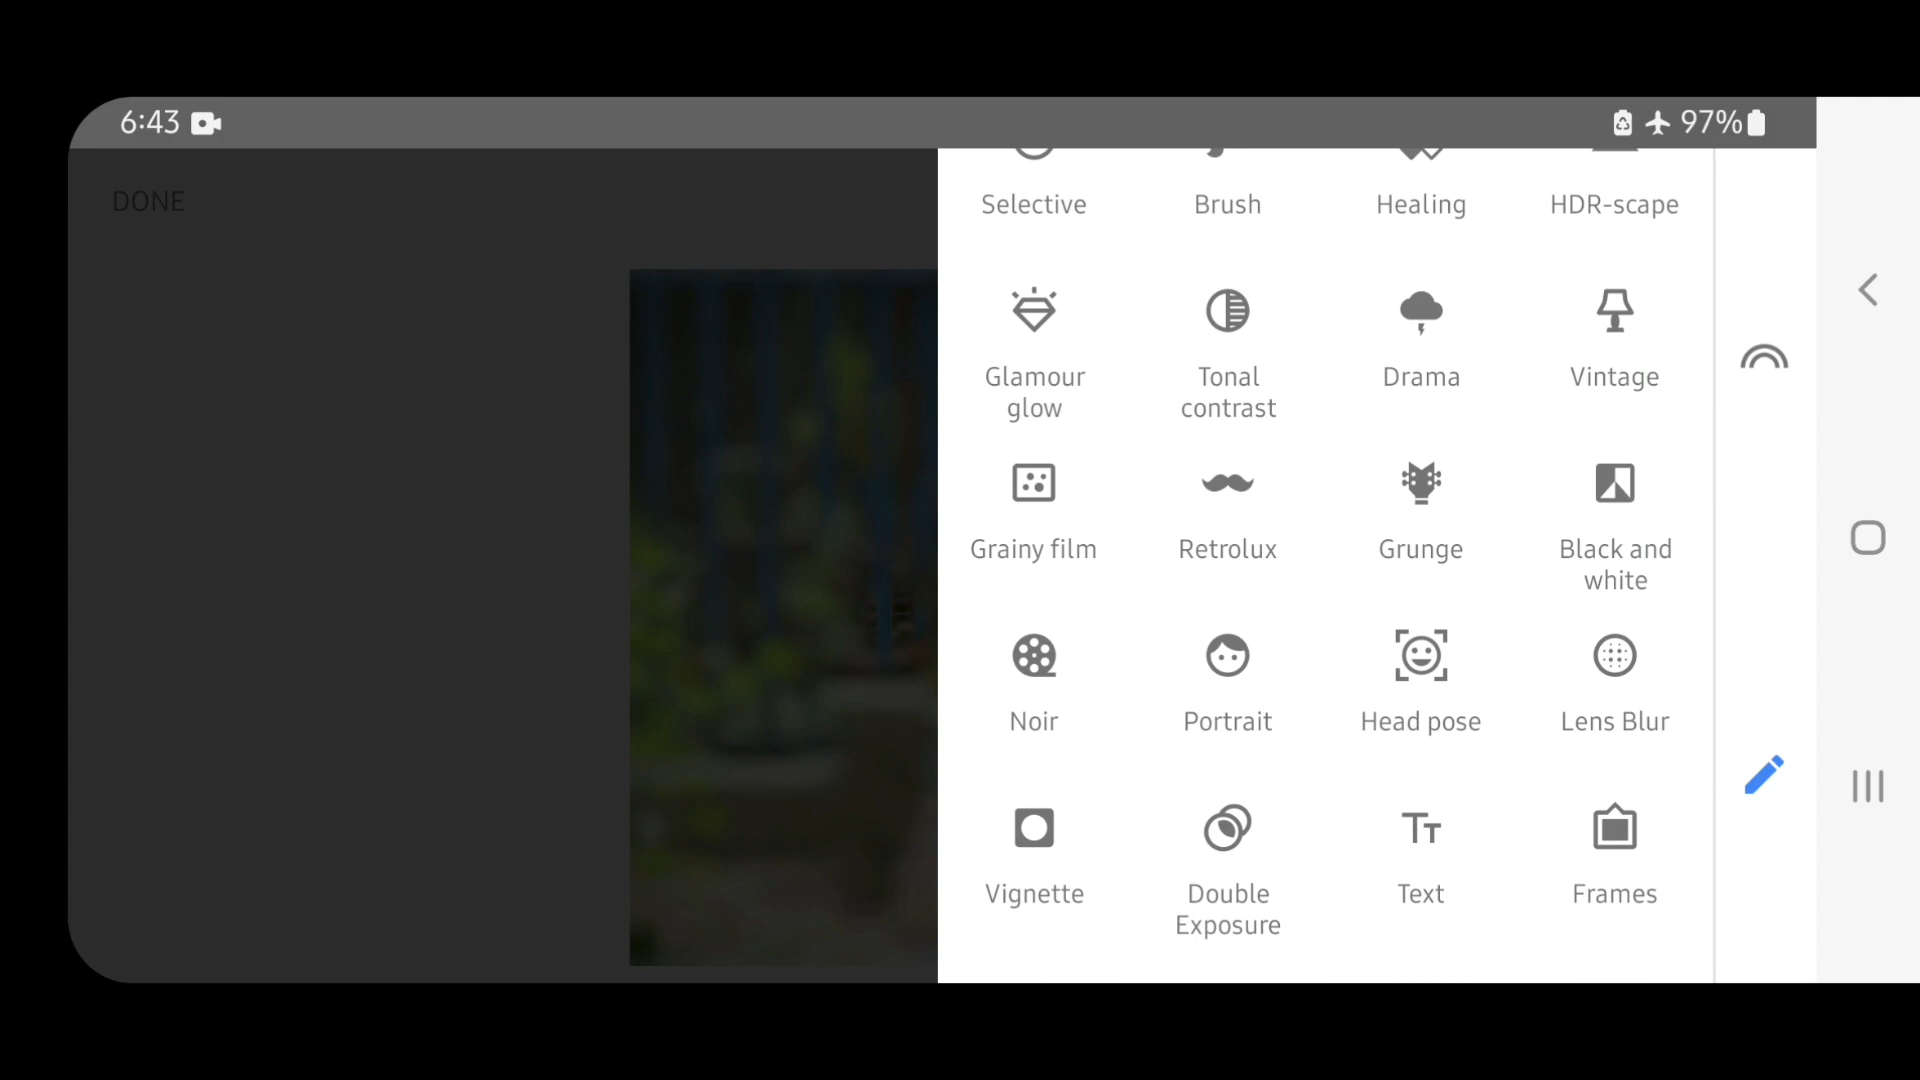 6:43 97%
DONE
Selective Brush Healing HDR-scape
Glamour Tonal Drama Vintage
glow contrast
Grainy film Retrolux Grunge Black and
white
Noir Portrait Head pose Lens Blur
Vignette Double Text Frames
Exposure